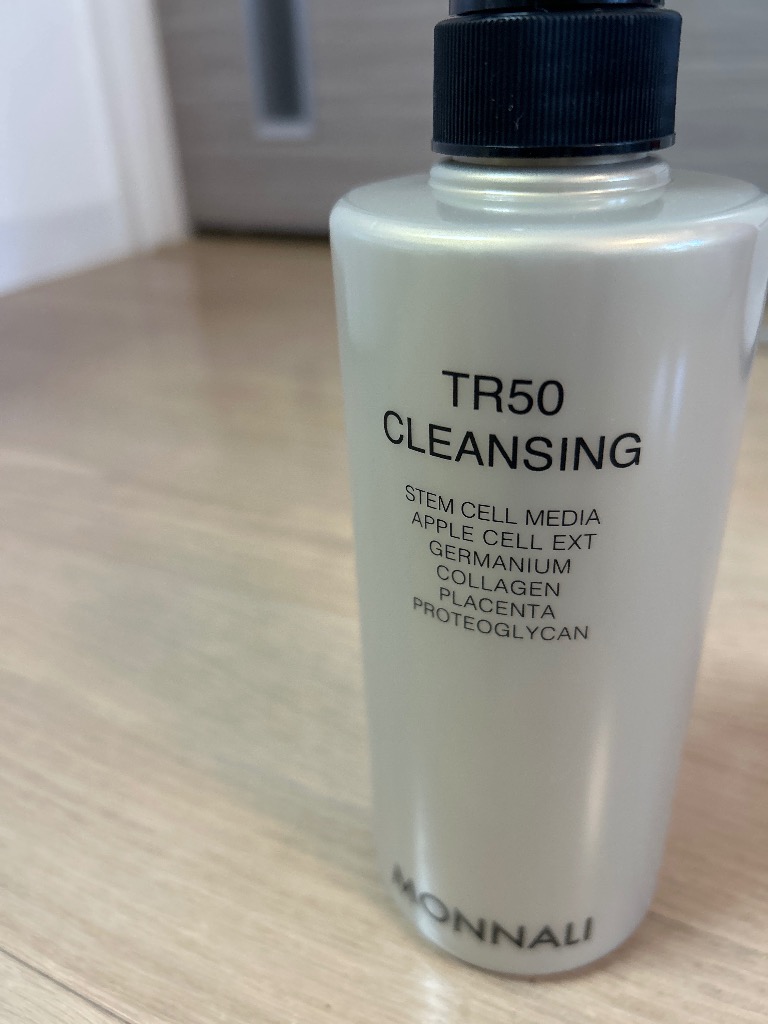 TR50
CLEANSING
STEM CELL MEDIA
APPLE CELL EXT
GERMANIUM
COLLAGEN
PLACENTA
PROTEOGLYCAN
MONNALI